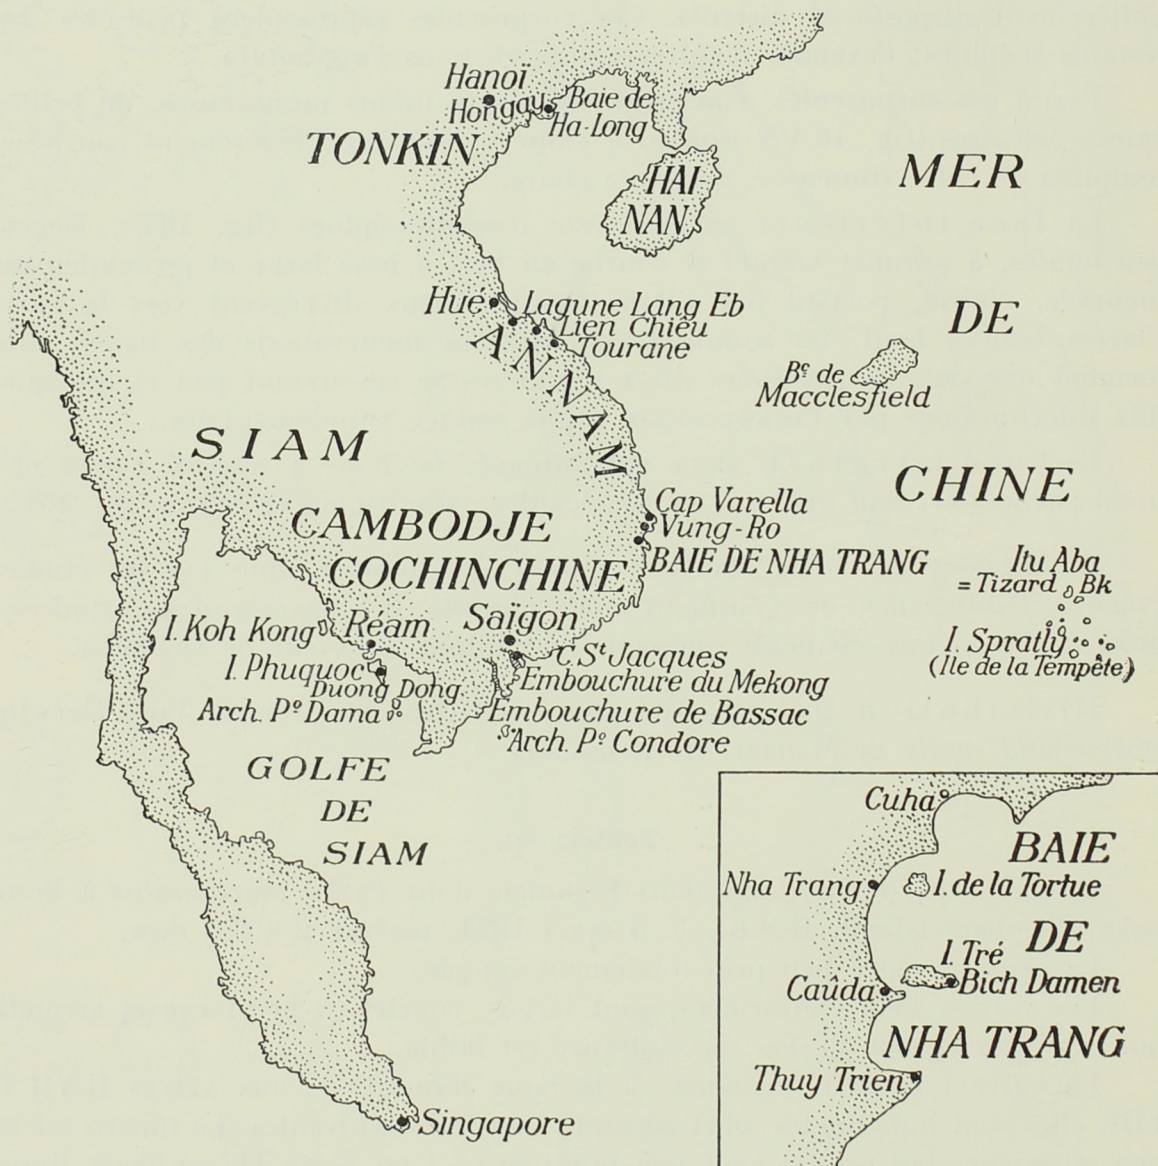 Hanoï
Hongay
Baie de
Ha-Long
TONKIN
HAI
NAN
MER
DE
CHINE
Hué
Lagune Lang Eb
Lien Chiêu
Tourane
ANNAM
Bᶜ de
Macclesfield
SIAM
CAMBODJE
COCHINCHINE
Cap Varella
Vung-Ro
BAIE DE NHA TRANG
Itu Aba
= Tizard Bk
I. Spratly
(Ile de la Tempête)
I. Koh Kong
Réam
Saïgon
I. Phuquoc
Duong Dong
C. Sᵗ Jacques
Embouchure du Mekong
Arch. Pᵒ Dama
Embouchure de Bassac
Arch. Pᵒ Condore
GOLFE
DE
SIAM
Singapore
Cuha
BAIE
Nha Trang
I. de la Tortue
DE
I. Tré
Bich Damen
Caûda
NHA TRANG
Thuy Trien